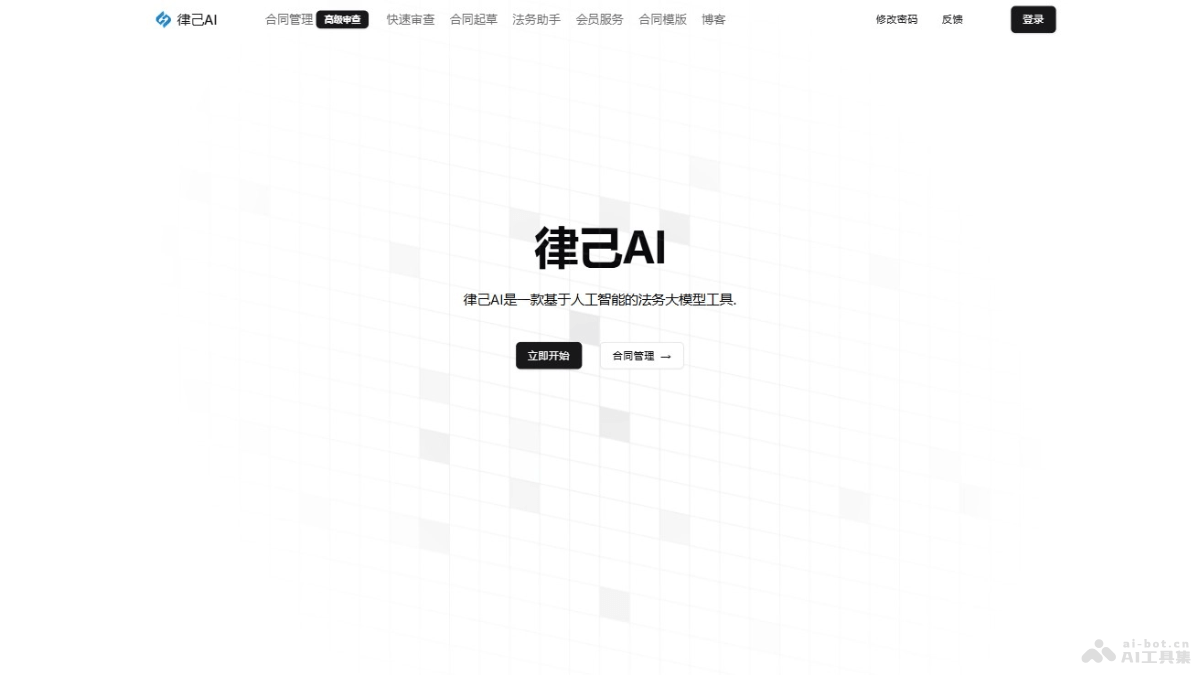 律己AI 合同管理 高级审查 快速审查 合同起草 法务助手 会员服务 合同模版 博客 修改密码 反馈 登录
律己AI
律己AI是一款基于人工智能的法务大模型工具.
立即开始 合同管理 →
ai-bot.cn
AI工具集